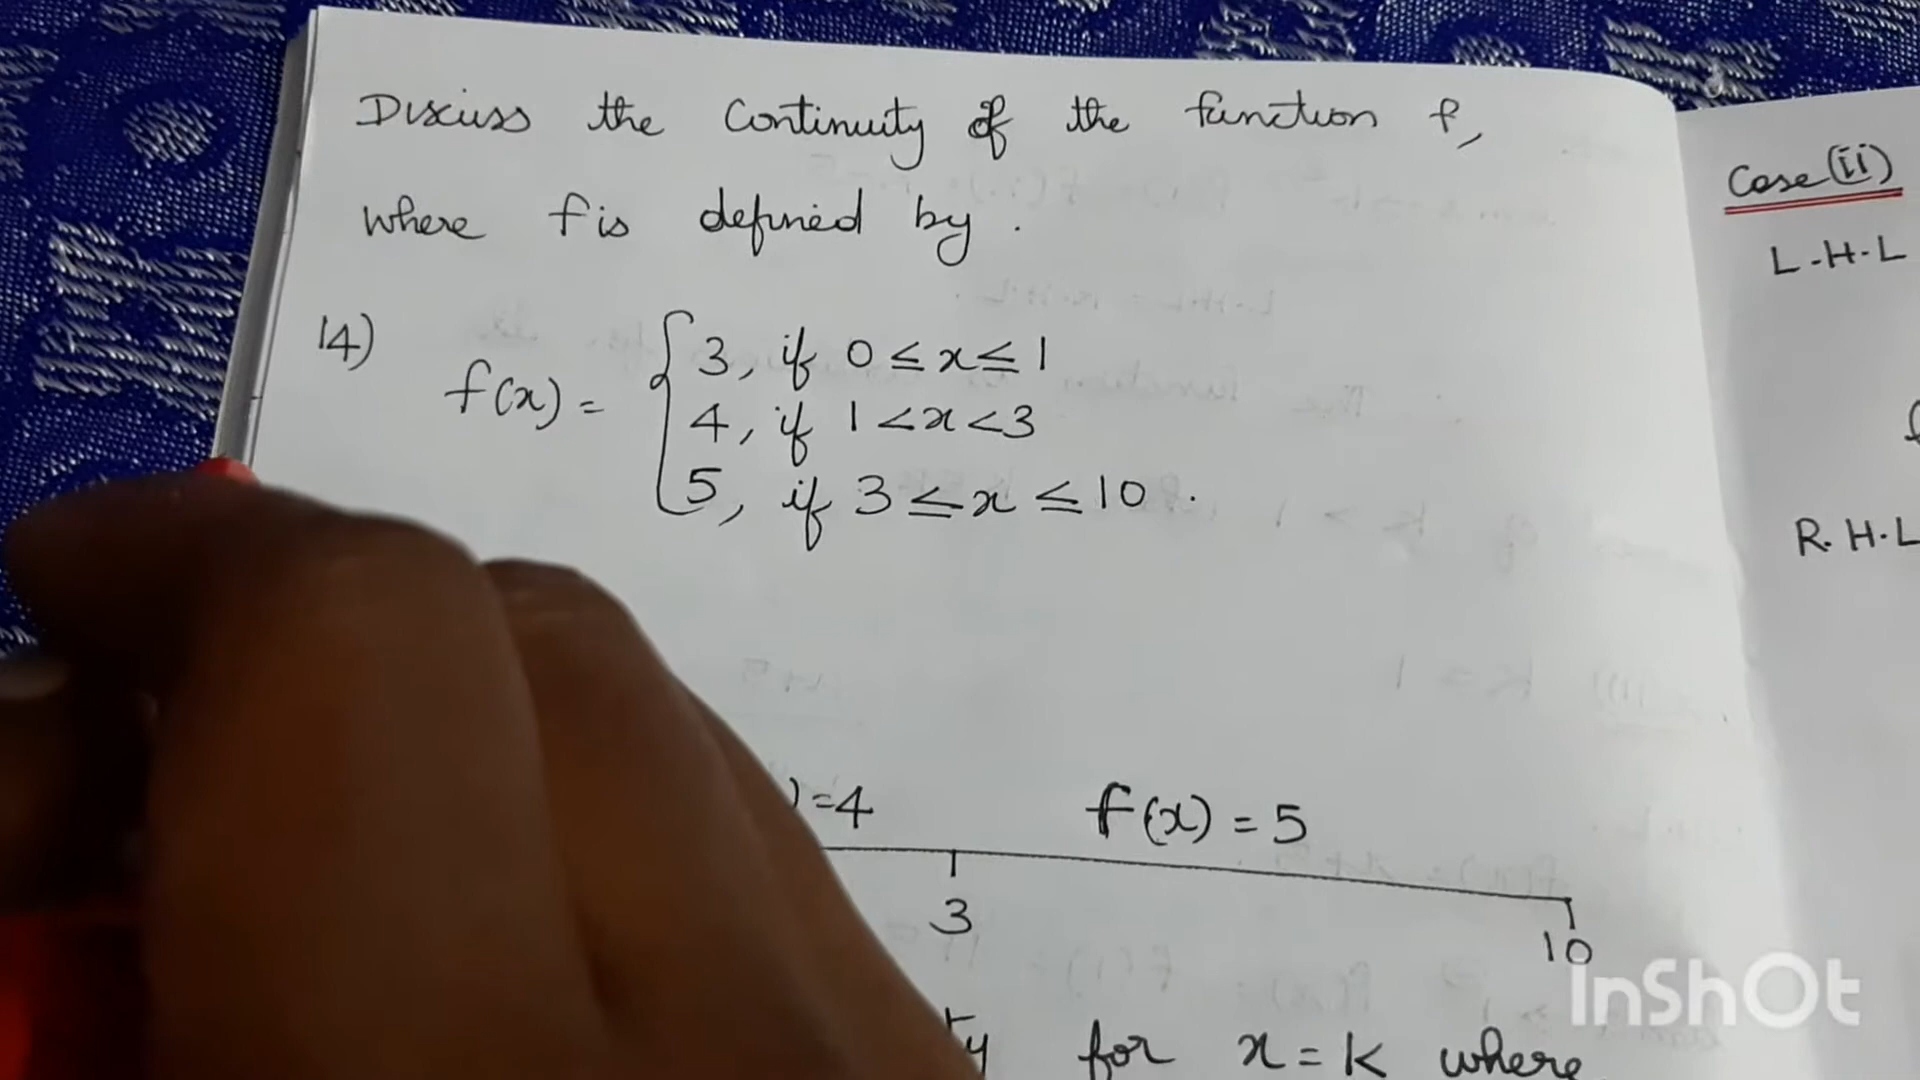 Discuss the Continuity of the function f,
where f is defined by.
14) f(x) = { 3, if 0 ≤ x ≤ 1
4, if 1 < x < 3
5, if 3 ≤ x ≤ 10.
)=4 f(x) = 5
3 10
for x = k where
Case (ii)
L.H.L
R.H.L
InShOt